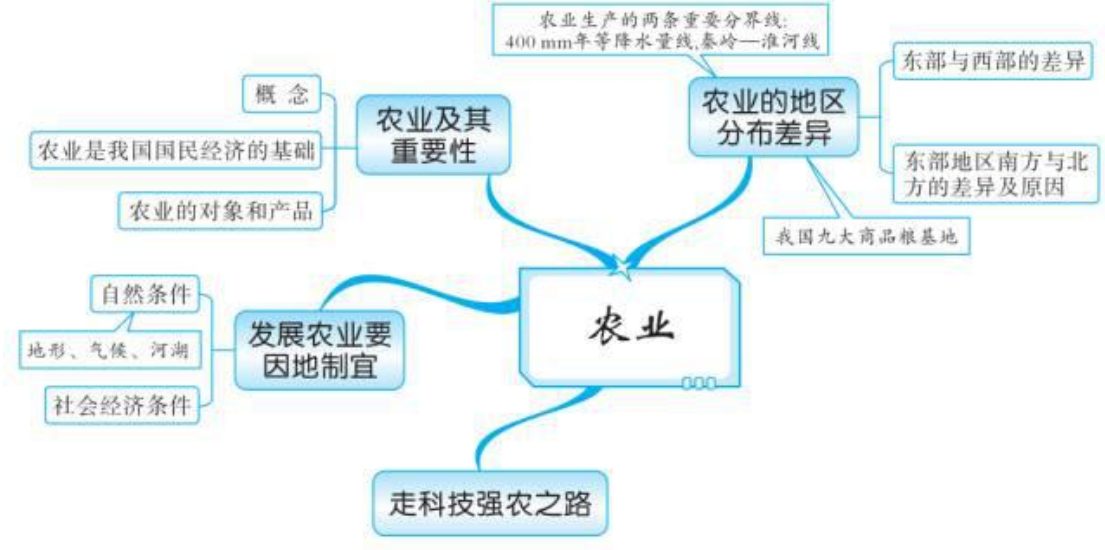 农业生产的两条重要分界线:
400 mm年等降水量线,秦岭—淮河线
东部与西部的差异
农业的地区
分布差异
东部地区南方与北
方的差异及原因
我国九大商品粮基地
概 念
农业及其
重要性
农业是我国国民经济的基础
农业的对象和产品
自然条件
地形、气候、河湖
发展农业要
因地制宜
社会经济条件
农业
走科技强农之路